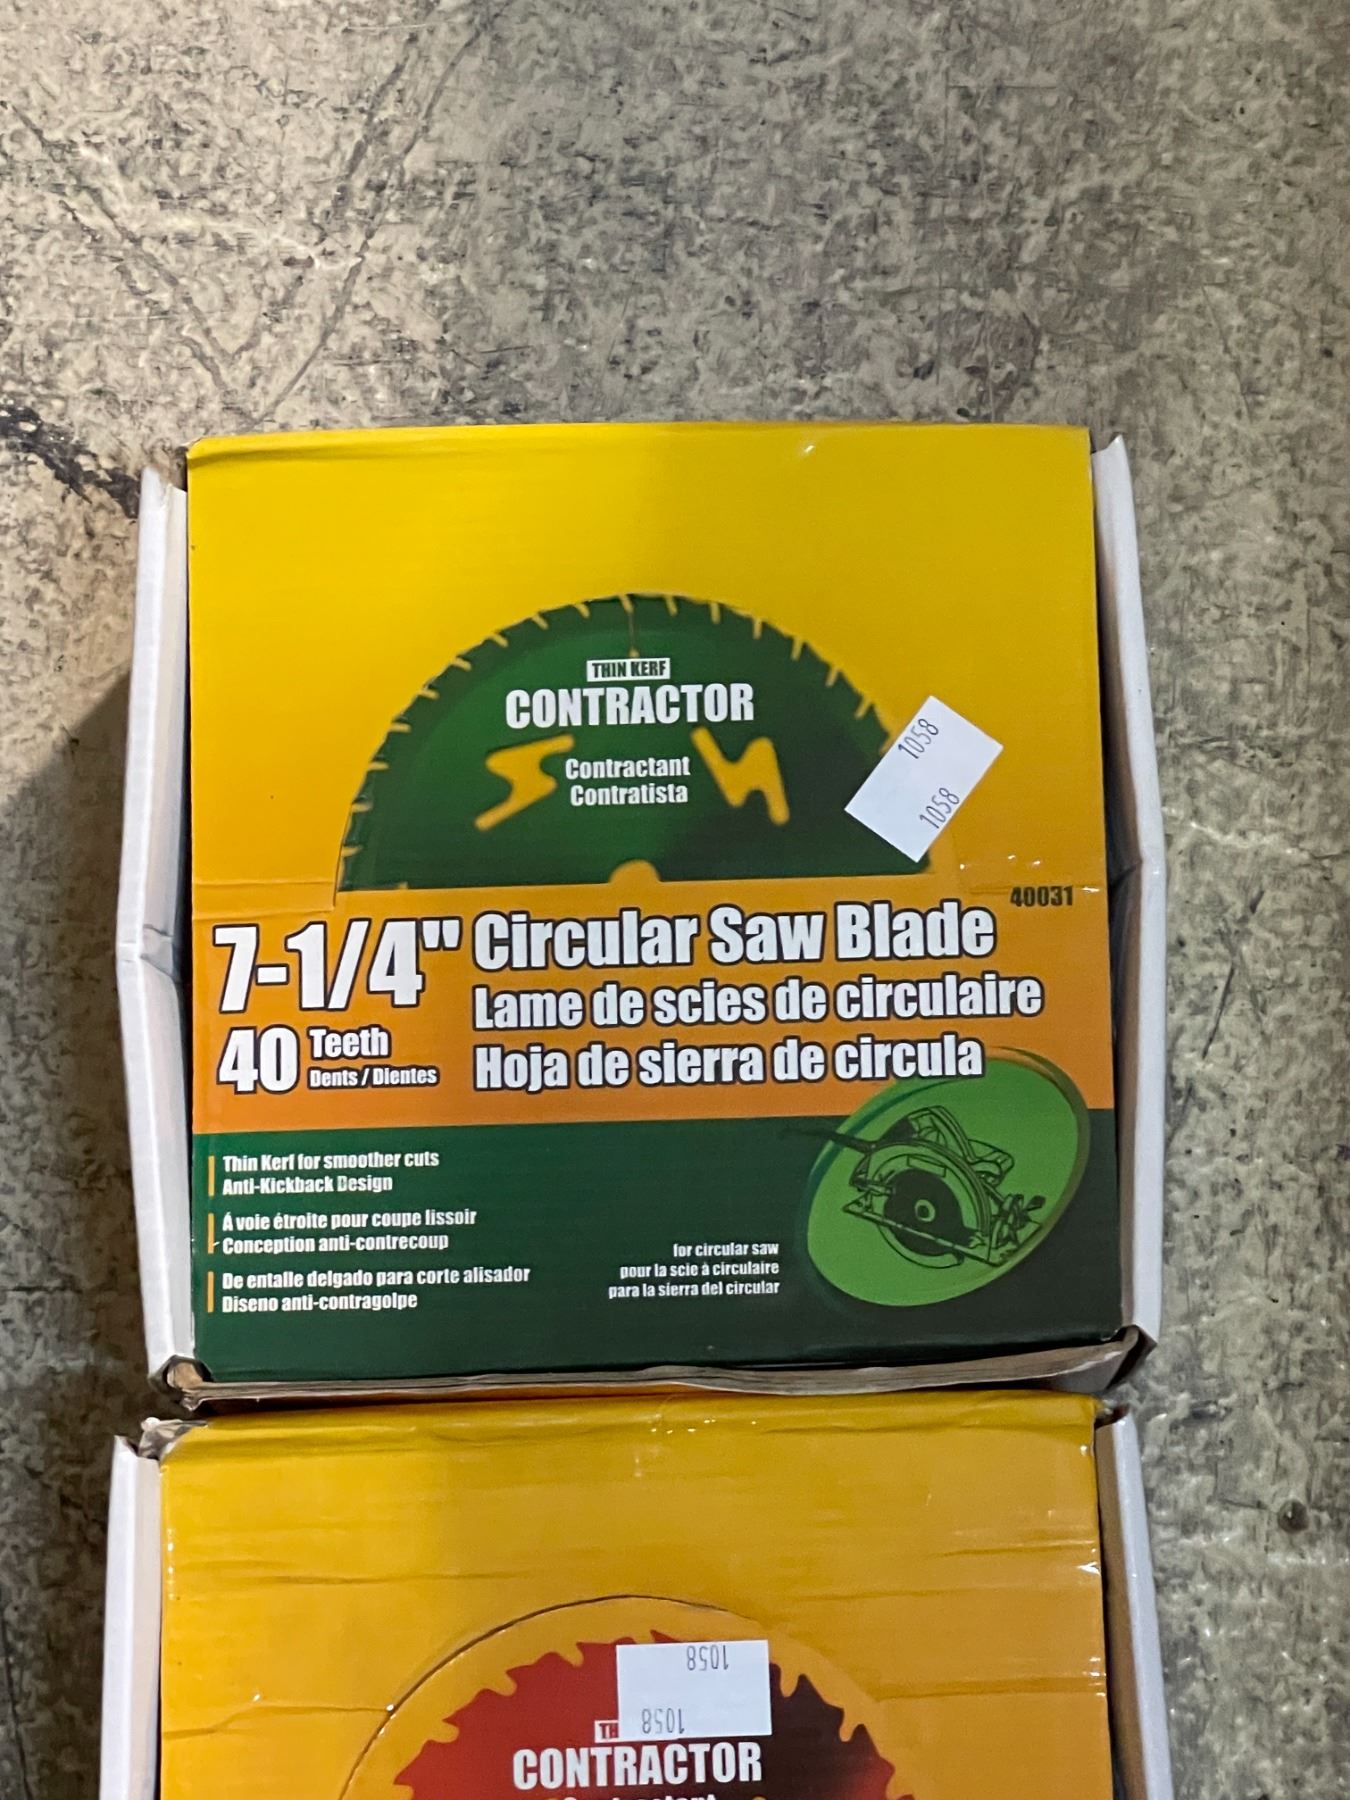 THIN KERF
CONTRACTOR
Contractant
Contratista
1058
1058
40031
7-1/4" Circular Saw Blade
Lame de scies de circulaire
40 Teeth
Dents / Dientes
Hoja de sierra de circula
Thin Kerf for smoother cuts
Anti-Kickback Design
Á voie étroite pour coupe lissoir
Conception anti-contrecoup
De entalle delgado para corte alisador
Diseno anti-contragolpe
for circular saw
pour la scie à circulaire
para la sierra del circular
1058
1058
TH
CONTRACTOR